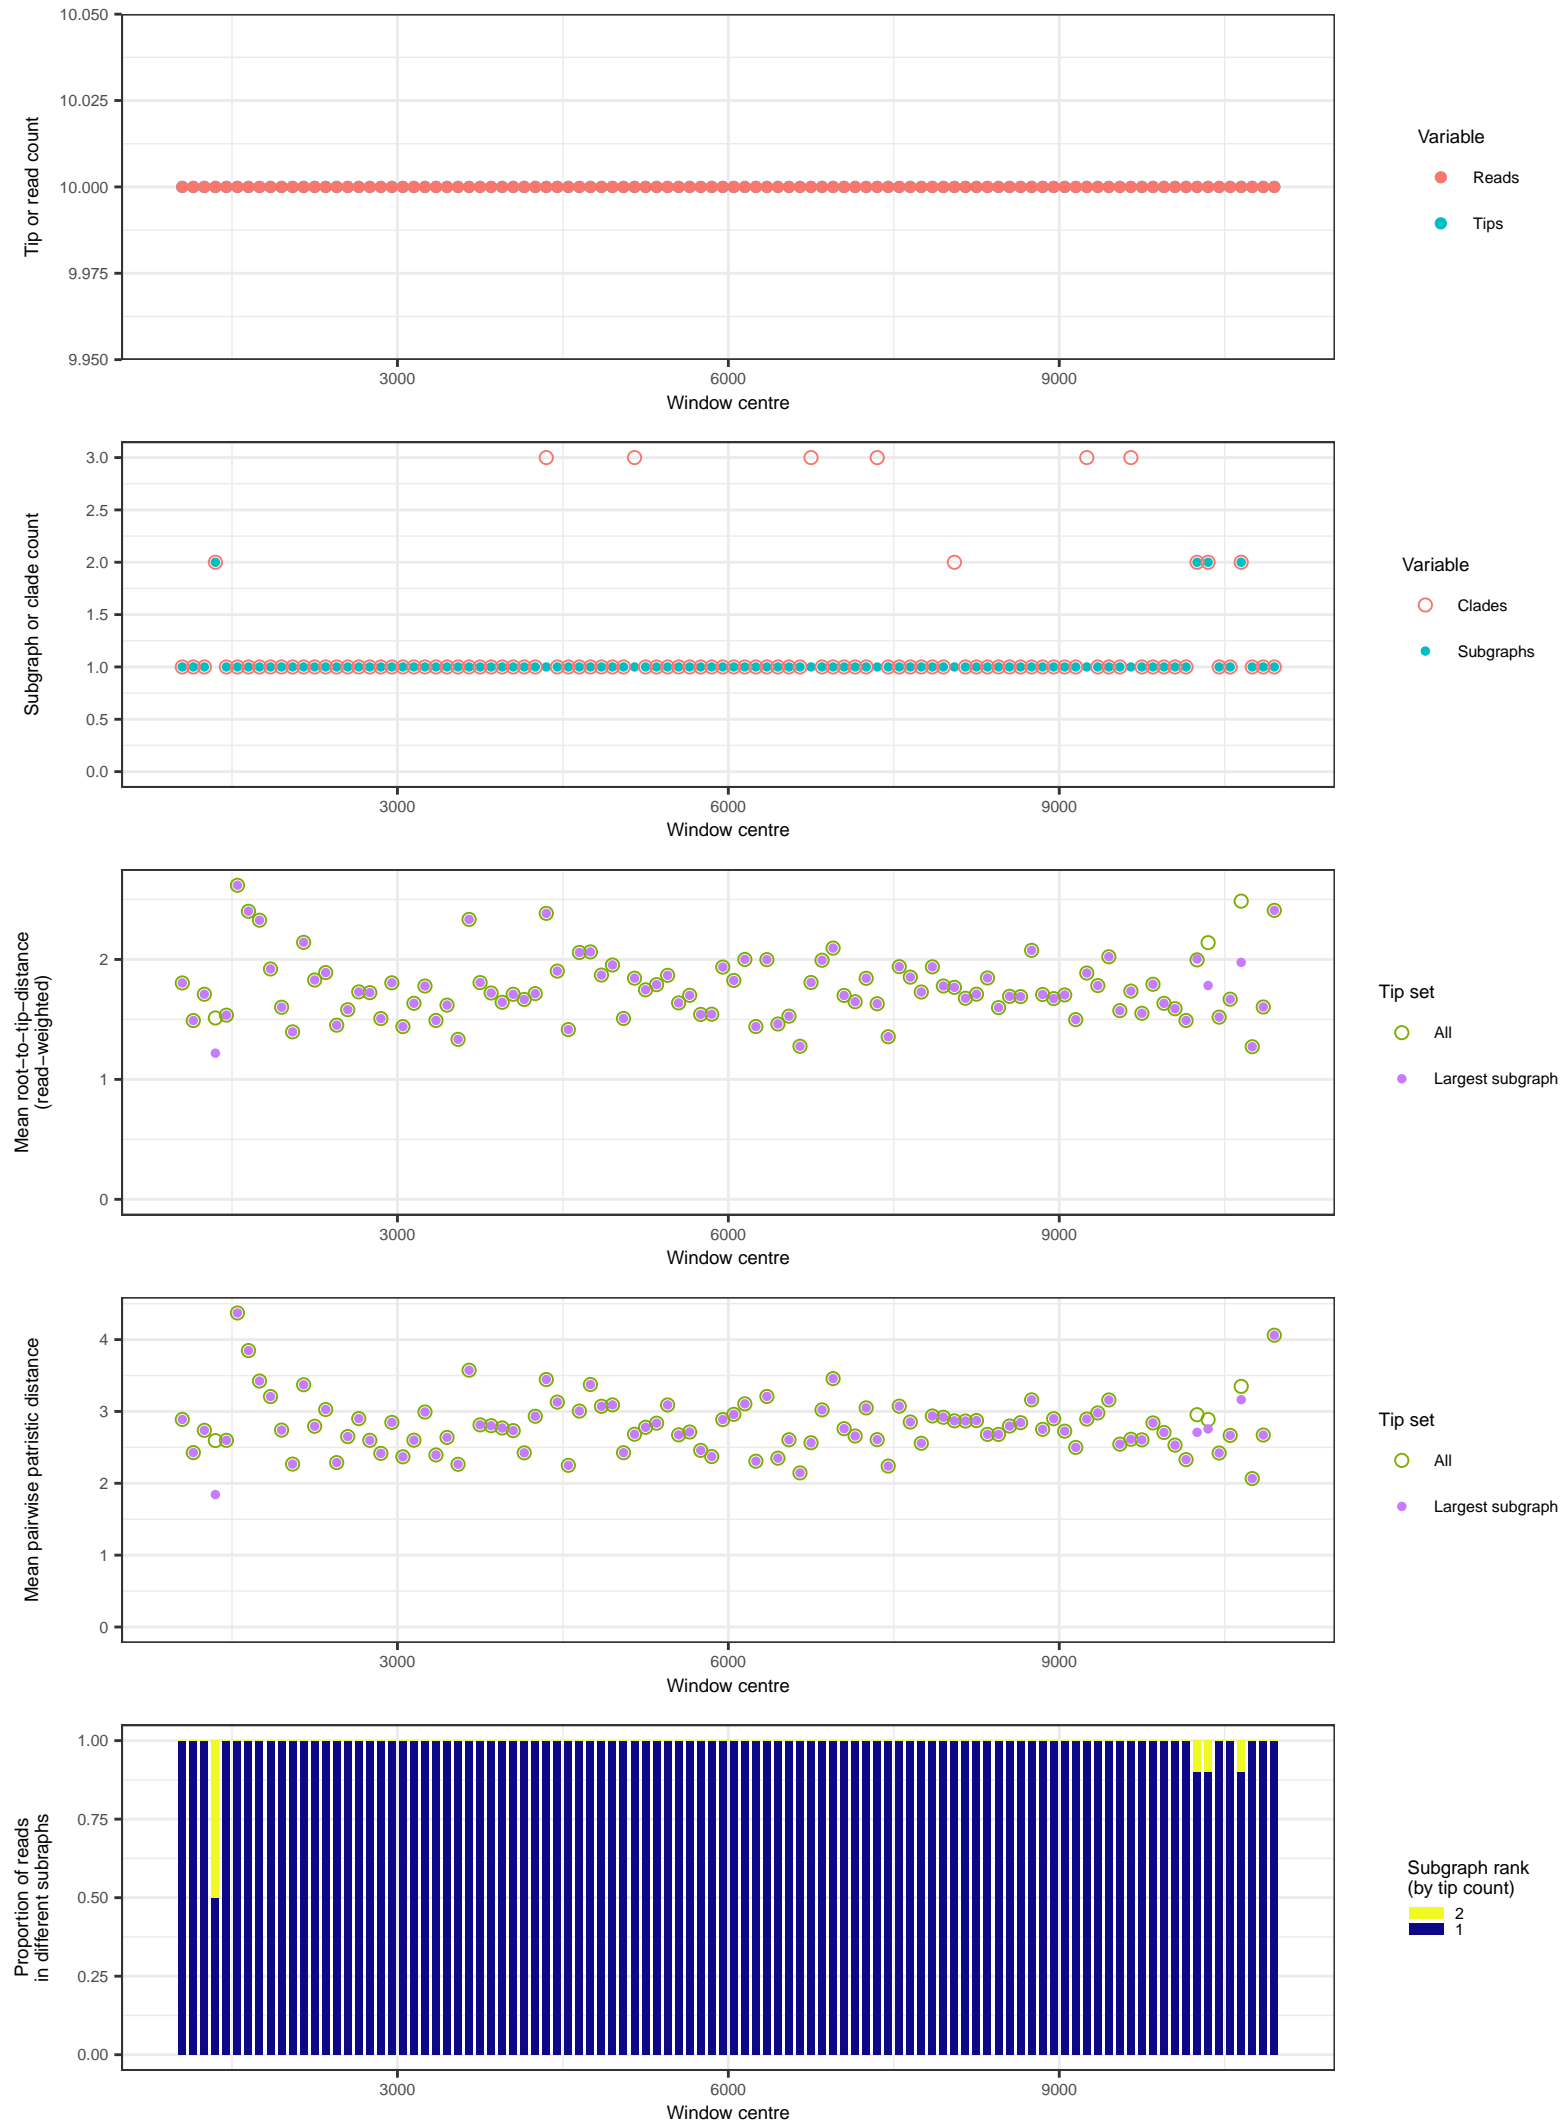 10.050
10.025
10.000
9.975
9.950
Tip or read count
3000
6000
9000
Window centre
Variable
Reads
Tips
3.0
2.5
2.0
1.5
1.0
0.5
0.0
Subgraph or clade count
3000
6000
9000
Window centre
Variable
Clades
Subgraphs
2
1
0
Mean root−to−tip−distance
(read−weighted)
3000
6000
9000
Window centre
Tip set
All
Largest subgraph
4
3
2
1
0
Mean pairwise patristic distance
3000
6000
9000
Window centre
Tip set
All
Largest subgraph
1.00
0.75
0.50
0.25
0.00
Proportion of reads
in different subraphs
3000
6000
9000
Window centre
Subgraph rank
(by tip count)
2
1